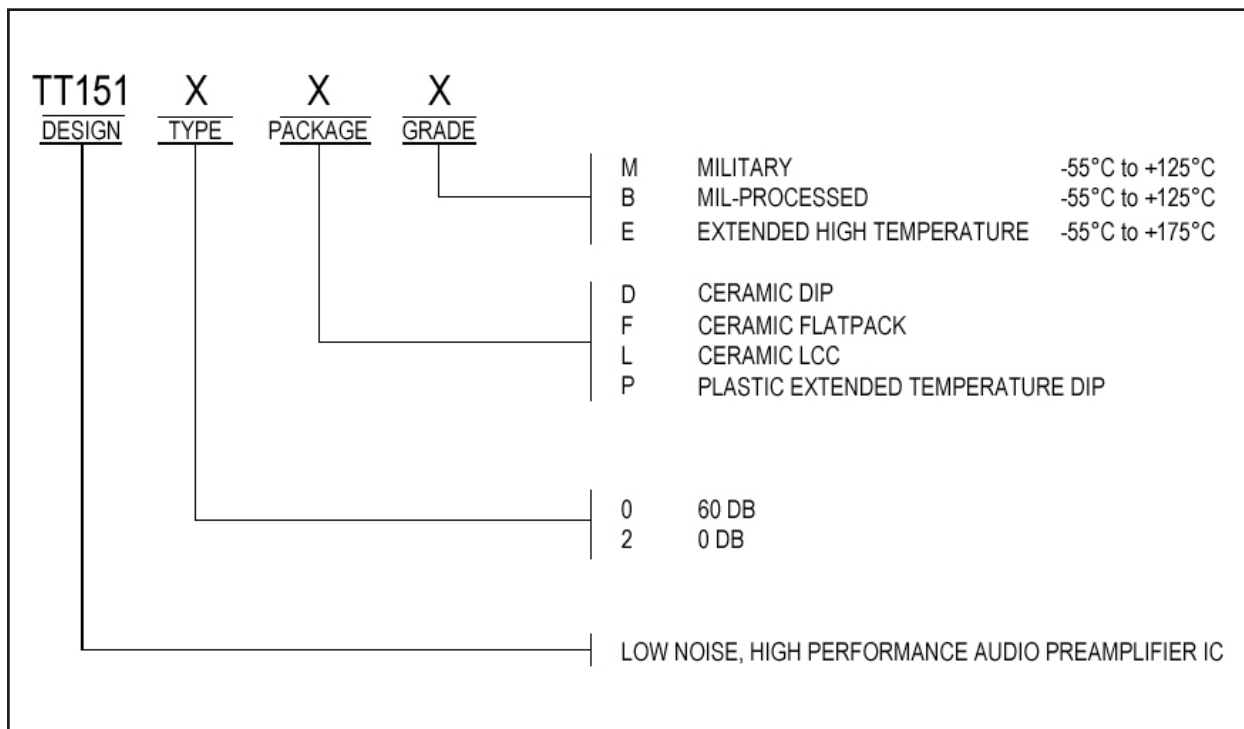 TT151 X X X
DESIGN TYPE PACKAGE GRADE
M MILITARY -55°C to +125°C
B MIL-PROCESSED -55°C to +125°C
E EXTENDED HIGH TEMPERATURE -55°C to +175°C
D CERAMIC DIP
F CERAMIC FLATPACK
L CERAMIC LCC
P PLASTIC EXTENDED TEMPERATURE DIP
0 60 DB
2 0 DB
LOW NOISE, HIGH PERFORMANCE AUDIO PREAMPLIFIER IC